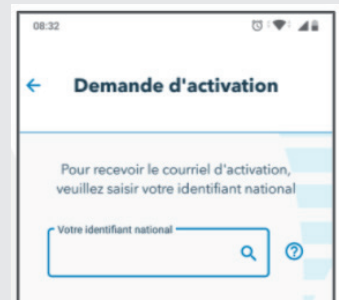 08:32
Demande d'activation
Pour recevoir le courriel d'activation,
veuillez saisir votre identifiant national
Votre identifiant national